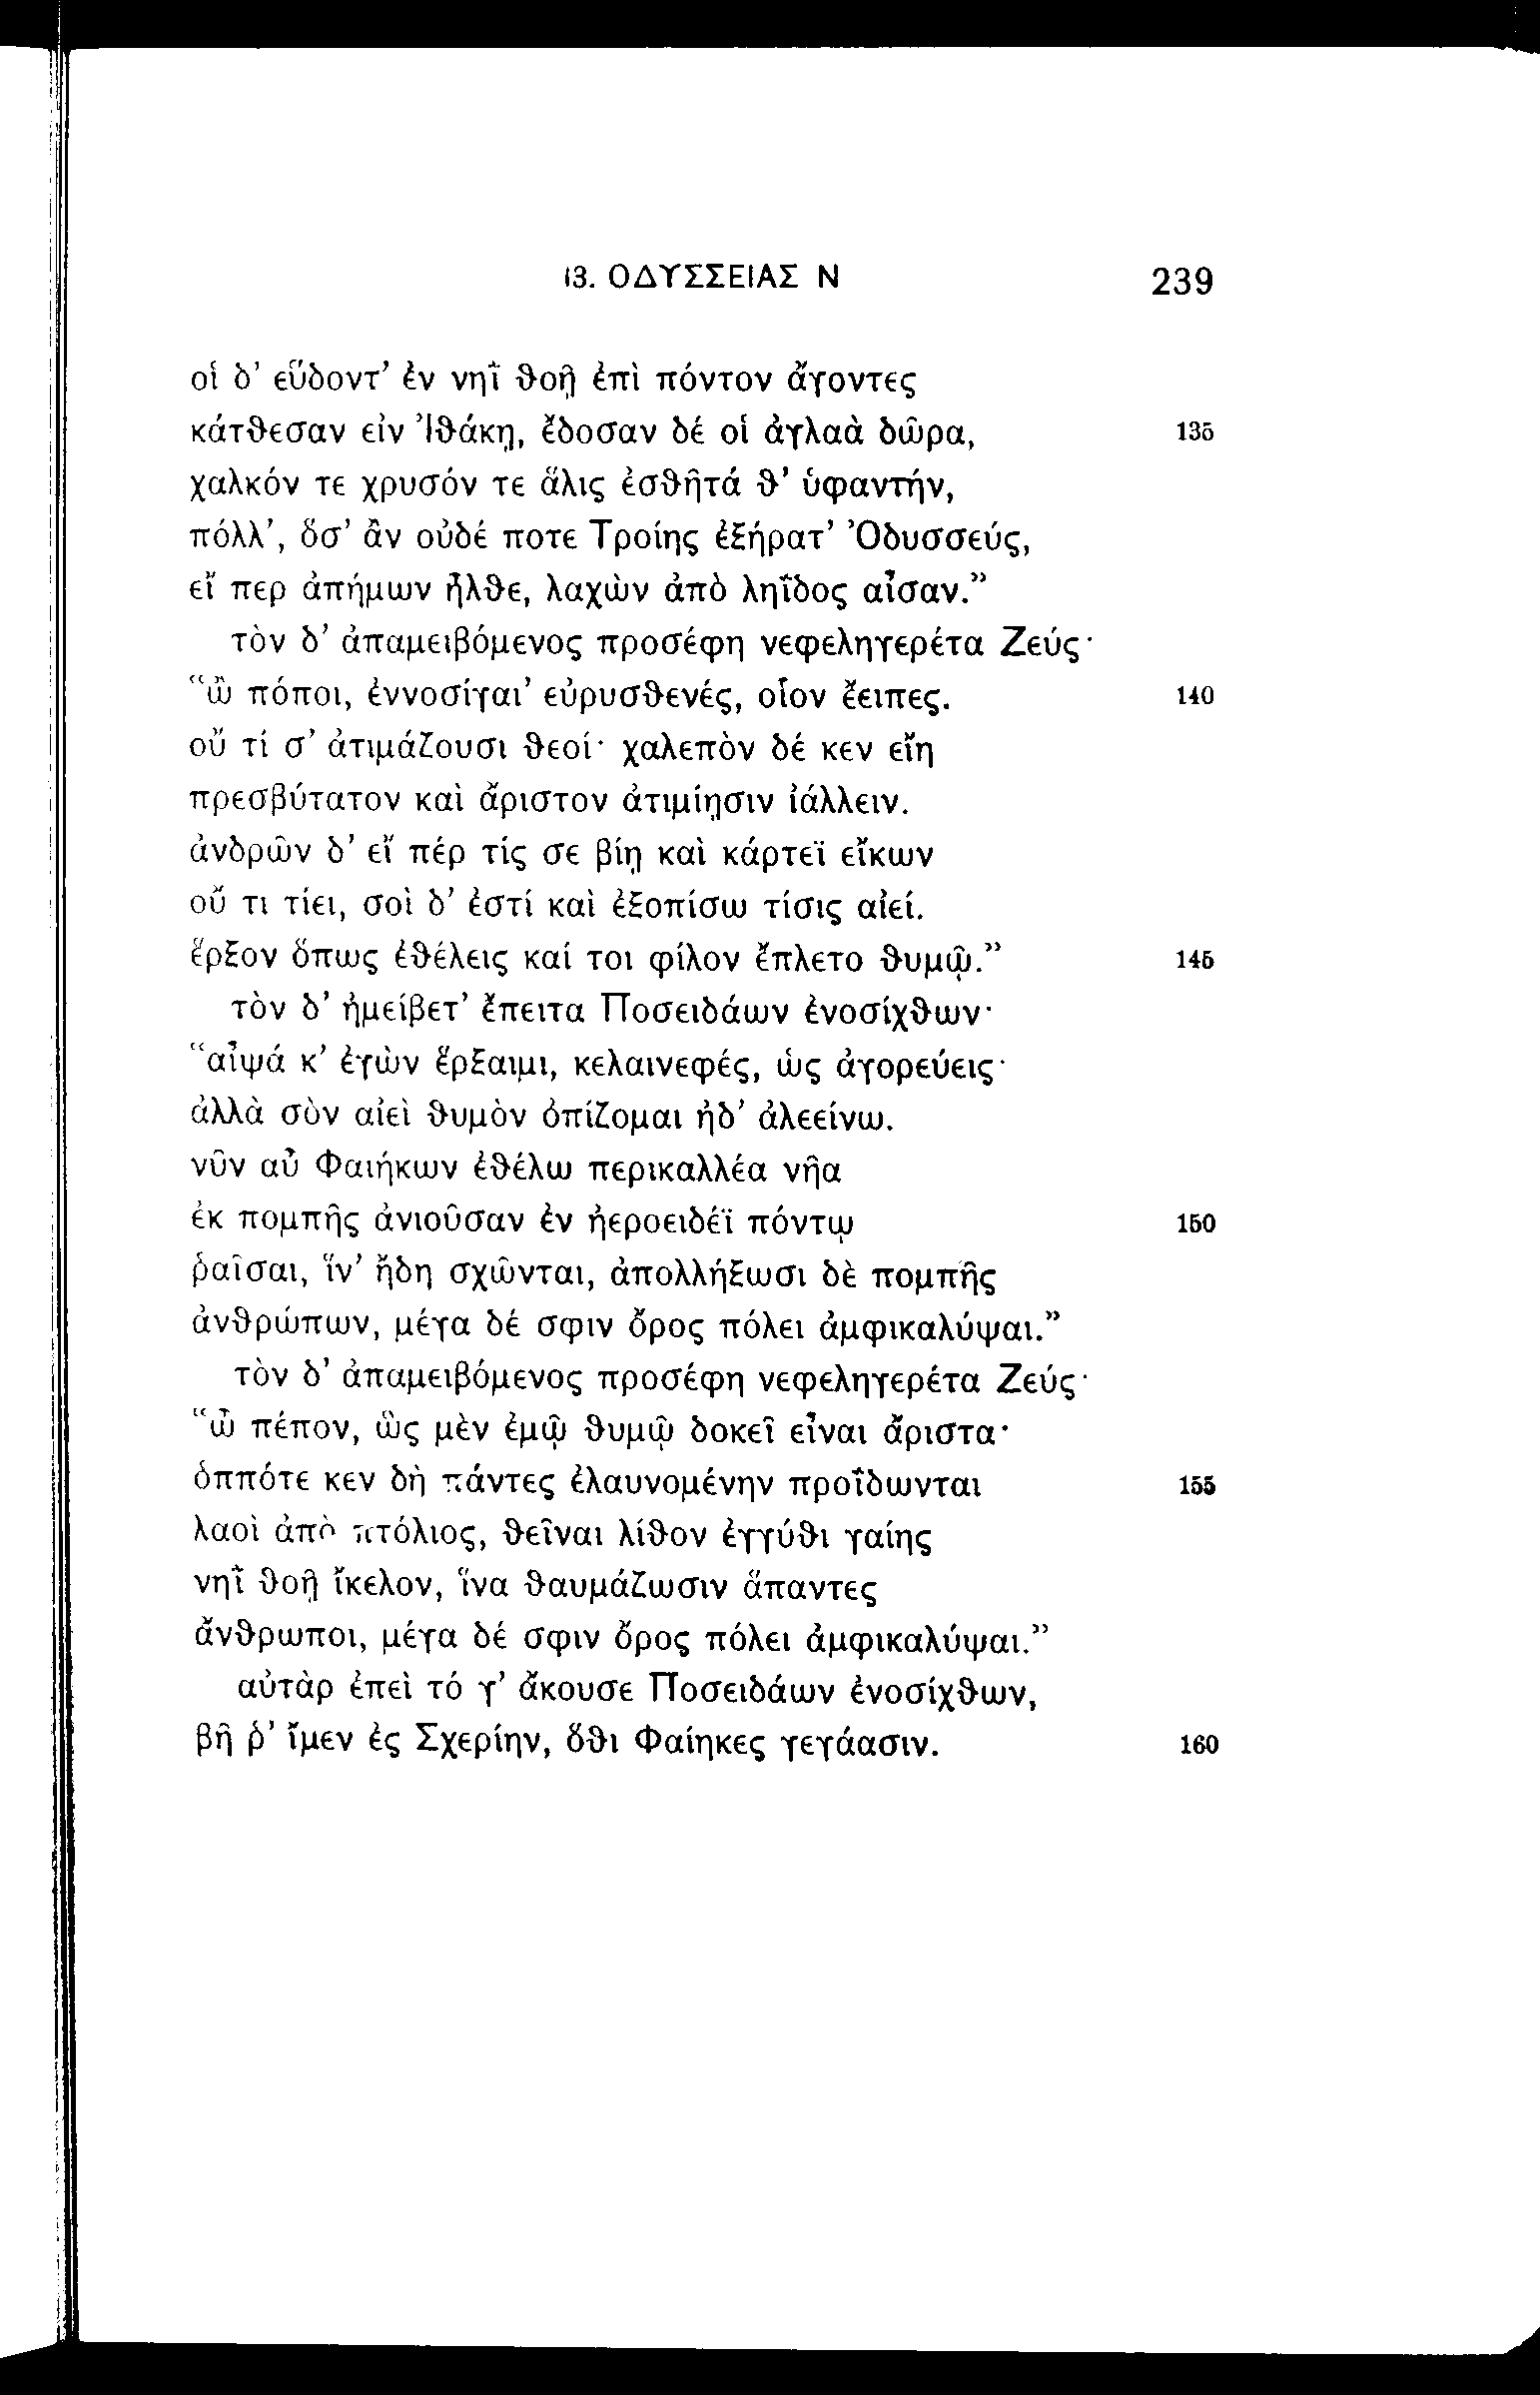 13. ΟΔΥΣΣΕΙΑΣ Ν 239
οἱ δ’ εὕδοντ’ ἐν νηῒ ϑοῇ ἐπὶ πόντον ἄγοντες
κάτϑεσαν εἰν Ἰϑάκῃ, ἔδοσαν δέ οἱ ἀγλαὰ δῶρα, 135
χαλκόν τε χρυσόν τε ἅλις ἐσϑῆτά ϑ’ ὑφαντήν,
πόλλ’, ὅσ’ ἂν οὐδέ ποτε Τροίης ἐξήρατ’ Ὀδυσσεύς,
εἴ περ ἀπήμων ἦλϑε, λαχὼν ἀπὸ ληΐδος αἶσαν.”
τὸν δ’ ἀπαμειβόμενος προσέφη νεφεληγερέτα Ζεύς·
“ὢ πόποι, ἐννοσίγαι’ εὐρυσϑενές, οἷον ἔειπες. 140
οὔ τί σ’ ἀτιμάζουσι ϑεοί· χαλεπὸν δέ κεν εἴη
πρεσβύτατον καὶ ἄριστον ἀτιμίῃσιν ἰάλλειν.
ἀνδρῶν δ’ εἴ πέρ τίς σε βίῃ καὶ κάρτεϊ εἴκων
οὔ τι τίει, σοὶ δ’ ἐστί καὶ ἐξοπίσω τίσις αἰεί.
ἕρξον ὅπως ἐϑέλεις καί τοι φίλον ἔπλετο ϑυμῷ.” 145
τὸν δ’ ἠμείβετ’ ἔπειτα Ποσειδάων ἐνοσίχϑων·
“αἶψά κ’ ἐγὼν ἕρξαιμι, κελαινεφές, ὡς ἀγορεύεις·
ἀλλὰ σὸν αἰεὶ ϑυμὸν ὀπίζομαι ἠδ’ ἀλεείνω.
νῦν αὖ Φαιήκων ἐϑέλω περικαλλέα νῆα
ἐκ πομπῆς ἀνιοῦσαν ἐν ἠεροειδέϊ πόντῳ 150
ῥαῖσαι, ἵν’ ἤδη σχῶνται, ἀπολλήξωσι δὲ πομπῆς
ἀνϑρώπων, μέγα δέ σφιν ὄρος πόλει ἀμφικαλύψαι.”
τὸν δ’ ἀπαμειβόμενος προσέφη νεφεληγερέτα Ζεύς·
“ὦ πέπον, ὣς μὲν ἐμῷ ϑυμῷ δοκεῖ εἶναι ἄριστα·
ὁππότε κεν δὴ πάντες ἐλαυνομένην προΐδωνται 155
λαοὶ ἀπὸ πτόλιος, ϑεῖναι λίϑον ἐγγύϑι γαίης
νηῒ ϑοῇ ἴκελον, ἵνα ϑαυμάζωσιν ἅπαντες
ἄνϑρωποι, μέγα δέ σφιν ὄρος πόλει ἀμφικαλύψαι.”
αὐτὰρ ἐπεὶ τό γ’ ἄκουσε Ποσειδάων ἐνοσίχϑων,
βῆ ῥ’ ἴμεν ἐς Σχερίην, ὅϑι Φαίηκες γεγάασιν. 160